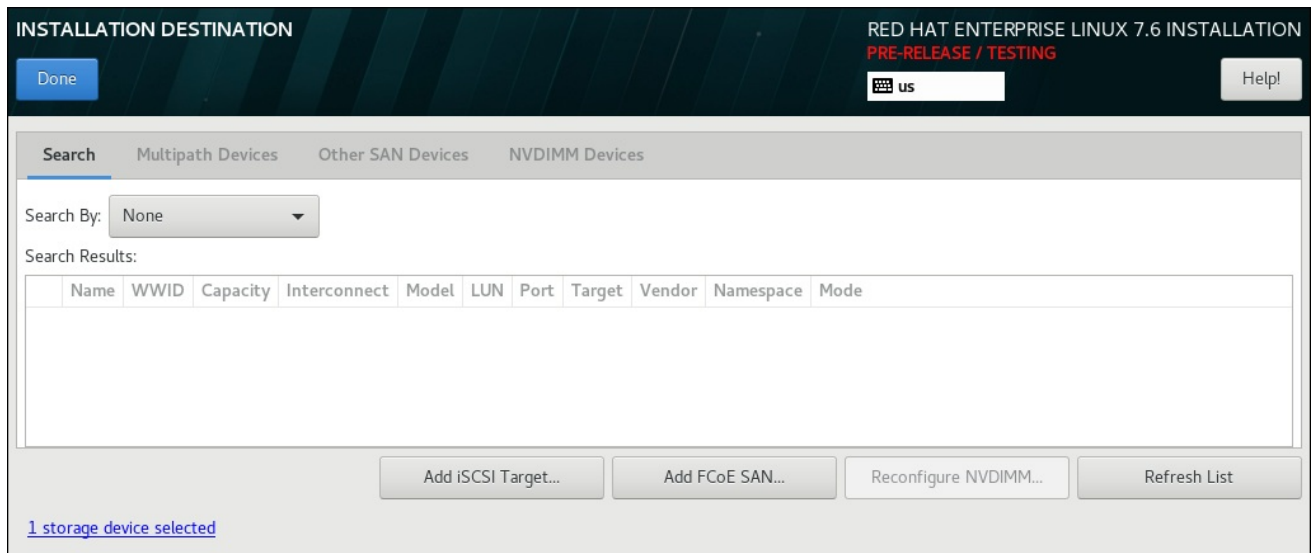 INSTALLATION DESTINATION
RED HAT ENTERPRISE LINUX 7.6 INSTALLATION
PRE-RELEASE / TESTING
Done
us
Help!
Search Multipath Devices Other SAN Devices NVDIMM Devices
Search By: None
Search Results:
Name WWID Capacity Interconnect Model LUN Port Target Vendor Namespace Mode
Add iSCSI Target... Add FCoE SAN... Reconfigure NVDIMM... Refresh List
1 storage device selected